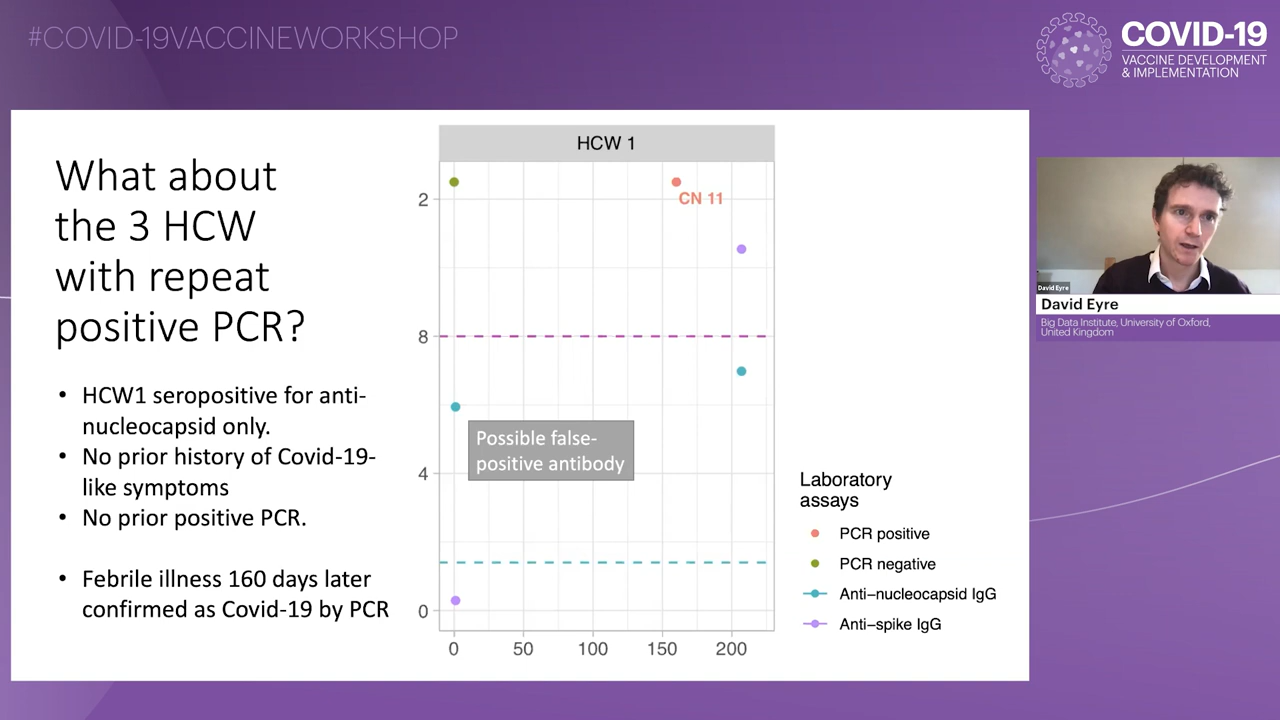 #COVID-19VACCINEWORKSHOP
COVID-19
VACCINE DEVELOPMENT
& IMPLEMENTATION
What about
the 3 HCW
with repeat
positive PCR?
• HCW1 seropositive for anti-
nucleocapsid only.
• No prior history of Covid-19-
like symptoms
• No prior positive PCR.
• Febrile illness 160 days later
confirmed as Covid-19 by PCR
HCW 1
2
8
4
0
CN 11
Possible false-
positive antibody
0 50 100 150 200
Laboratory
assays
PCR positive
PCR negative
Anti−nucleocapsid IgG
Anti−spike IgG
David Eyre
David Eyre
Big Data Institute, University of Oxford,
United Kingdom